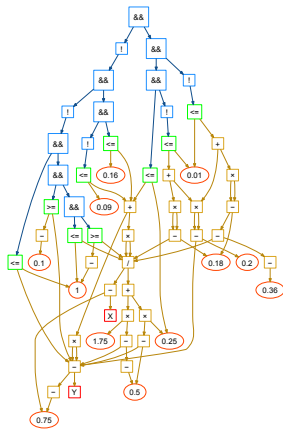 &&
! &&
&& && !
! && ! <=
&& ! <= <= +
<= 0.16 + 0.01 ×
>= && 0.09 + × × −
− <= >= − − −
<= 0.1 / 0.18 0.2 −
1 − − + 0.36
X 1.75 × ×
× − − 0.25
− −
− Y 0.5
0.75